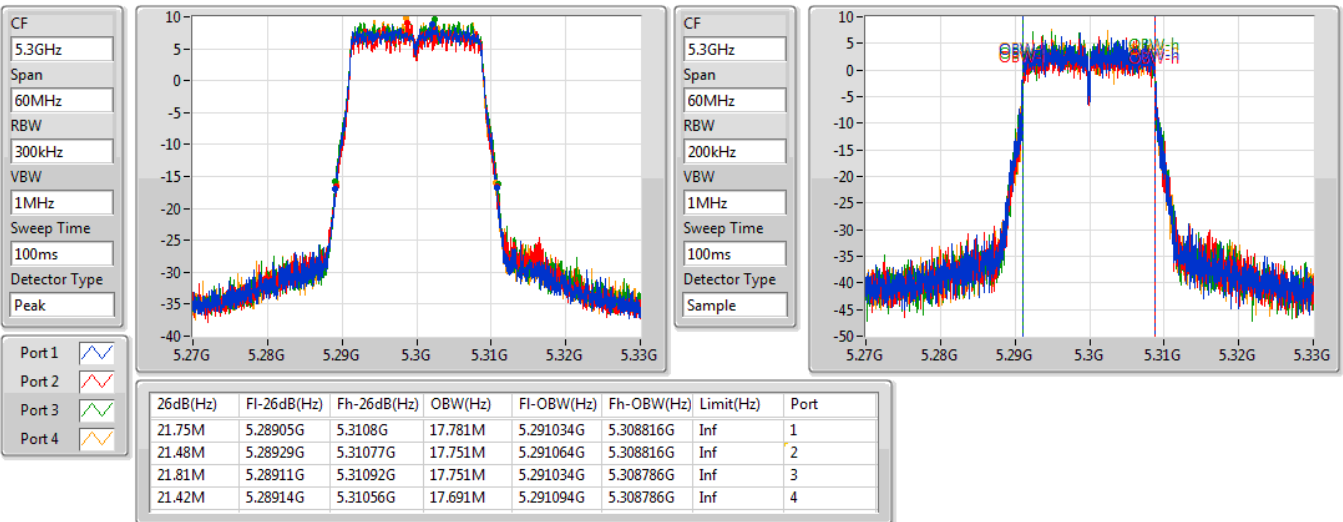 CF
5.3GHz
Span
60MHz
RBW
300kHz
VBW
1MHz
Sweep Time
100ms
Detector Type
Peak
10
5
0
-5
-10
-15
-20
-25
-30
-35
-40
5.27G 5.28G 5.29G 5.3G 5.31G 5.32G 5.33G
CF
5.3GHz
Span
60MHz
RBW
200kHz
VBW
1MHz
Sweep Time
100ms
Detector Type
Sample
10
5
0
-5
-10
-15
-20
-25
-30
-35
-40
-45
-50
OBW-h
OBW-h
5.27G 5.28G 5.29G 5.3G 5.31G 5.32G 5.33G
Port 1
Port 2
Port 3
Port 4
26dB(Hz) Fl-26dB(Hz) Fh-26dB(Hz) OBW(Hz) Fl-OBW(Hz) Fh-OBW(Hz) Limit(Hz) Port
21.75M 5.28905G 5.3108G 17.781M 5.291034G 5.308816G Inf 1
21.48M 5.28929G 5.31077G 17.751M 5.291064G 5.308816G Inf 2
21.81M 5.28911G 5.31092G 17.751M 5.291034G 5.308786G Inf 3
21.42M 5.28914G 5.31056G 17.691M 5.291094G 5.308786G Inf 4